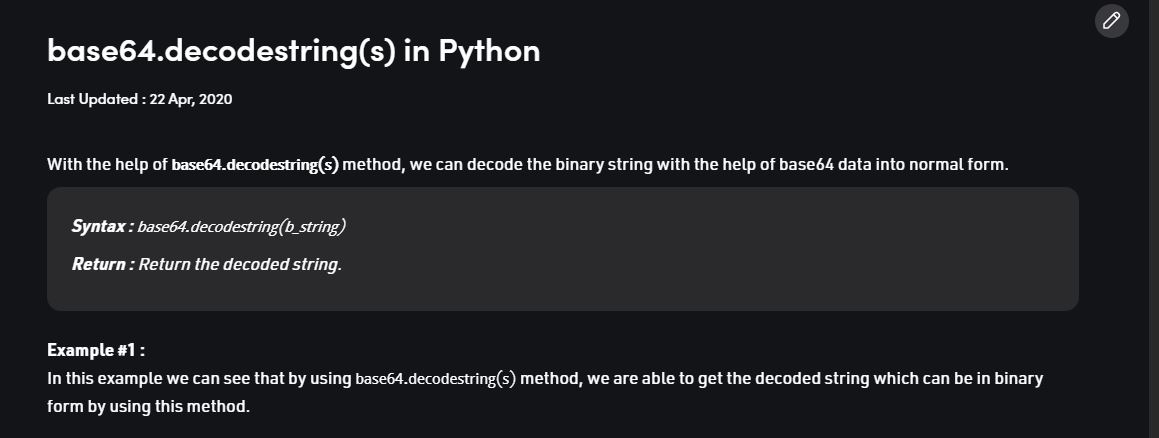 base64.decodestring(s) in Python
Last Updated : 22 Apr, 2020
With the help of base64.decodestring(s) method, we can decode the binary string with the help of base64 data into normal form.
Syntax : base64.decodestring(b_string)
Return : Return the decoded string.
Example #1 :
In this example we can see that by using base64.decodestring(s) method, we are able to get the decoded string which can be in binary
form by using this method.